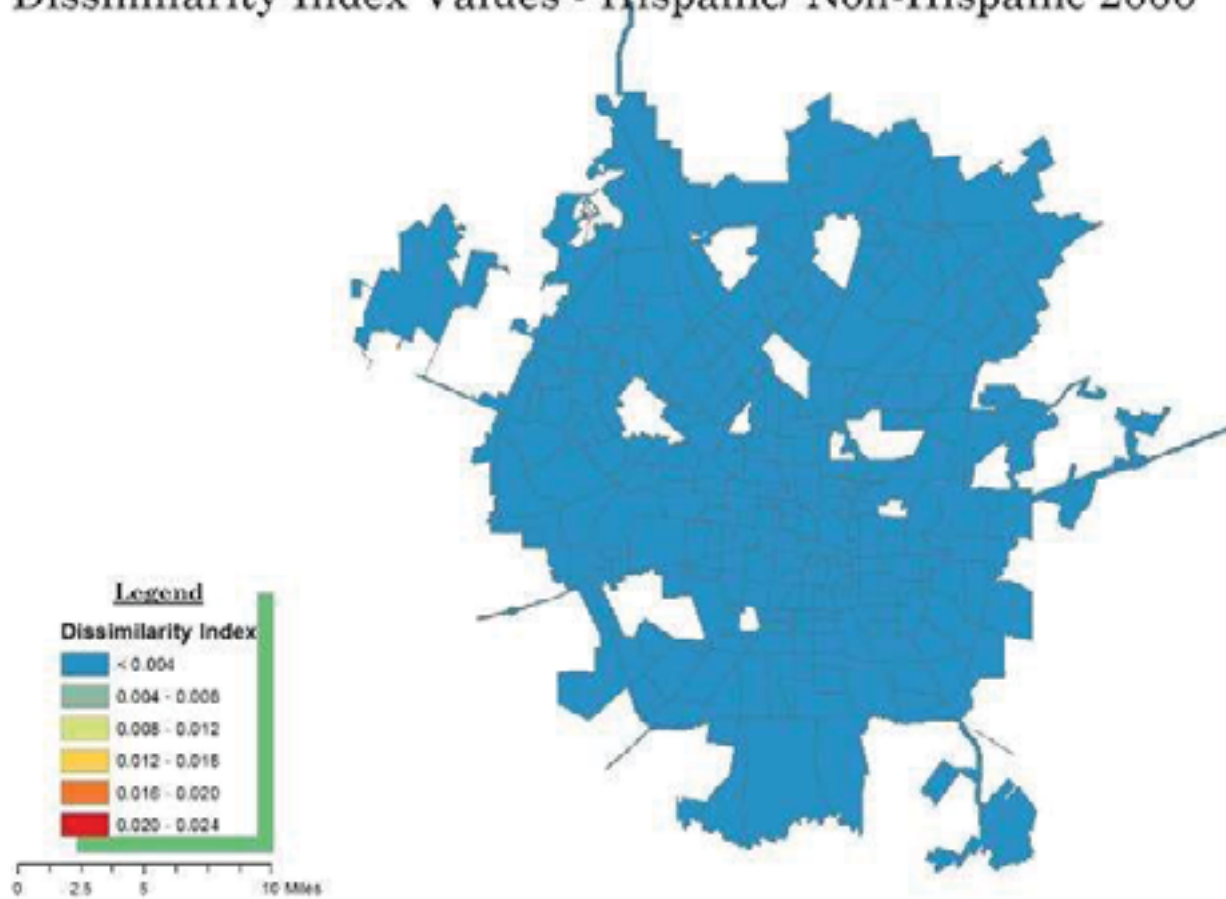 Dissimilarity Index Values - Hispanic/ Non-Hispanic 2000
Legend
Dissimilarity Index
< 0.004
0.004 - 0.008
0.008 - 0.012
0.012 - 0.016
0.016 - 0.020
0.020 - 0.024
0 2.5 5 10 Miles